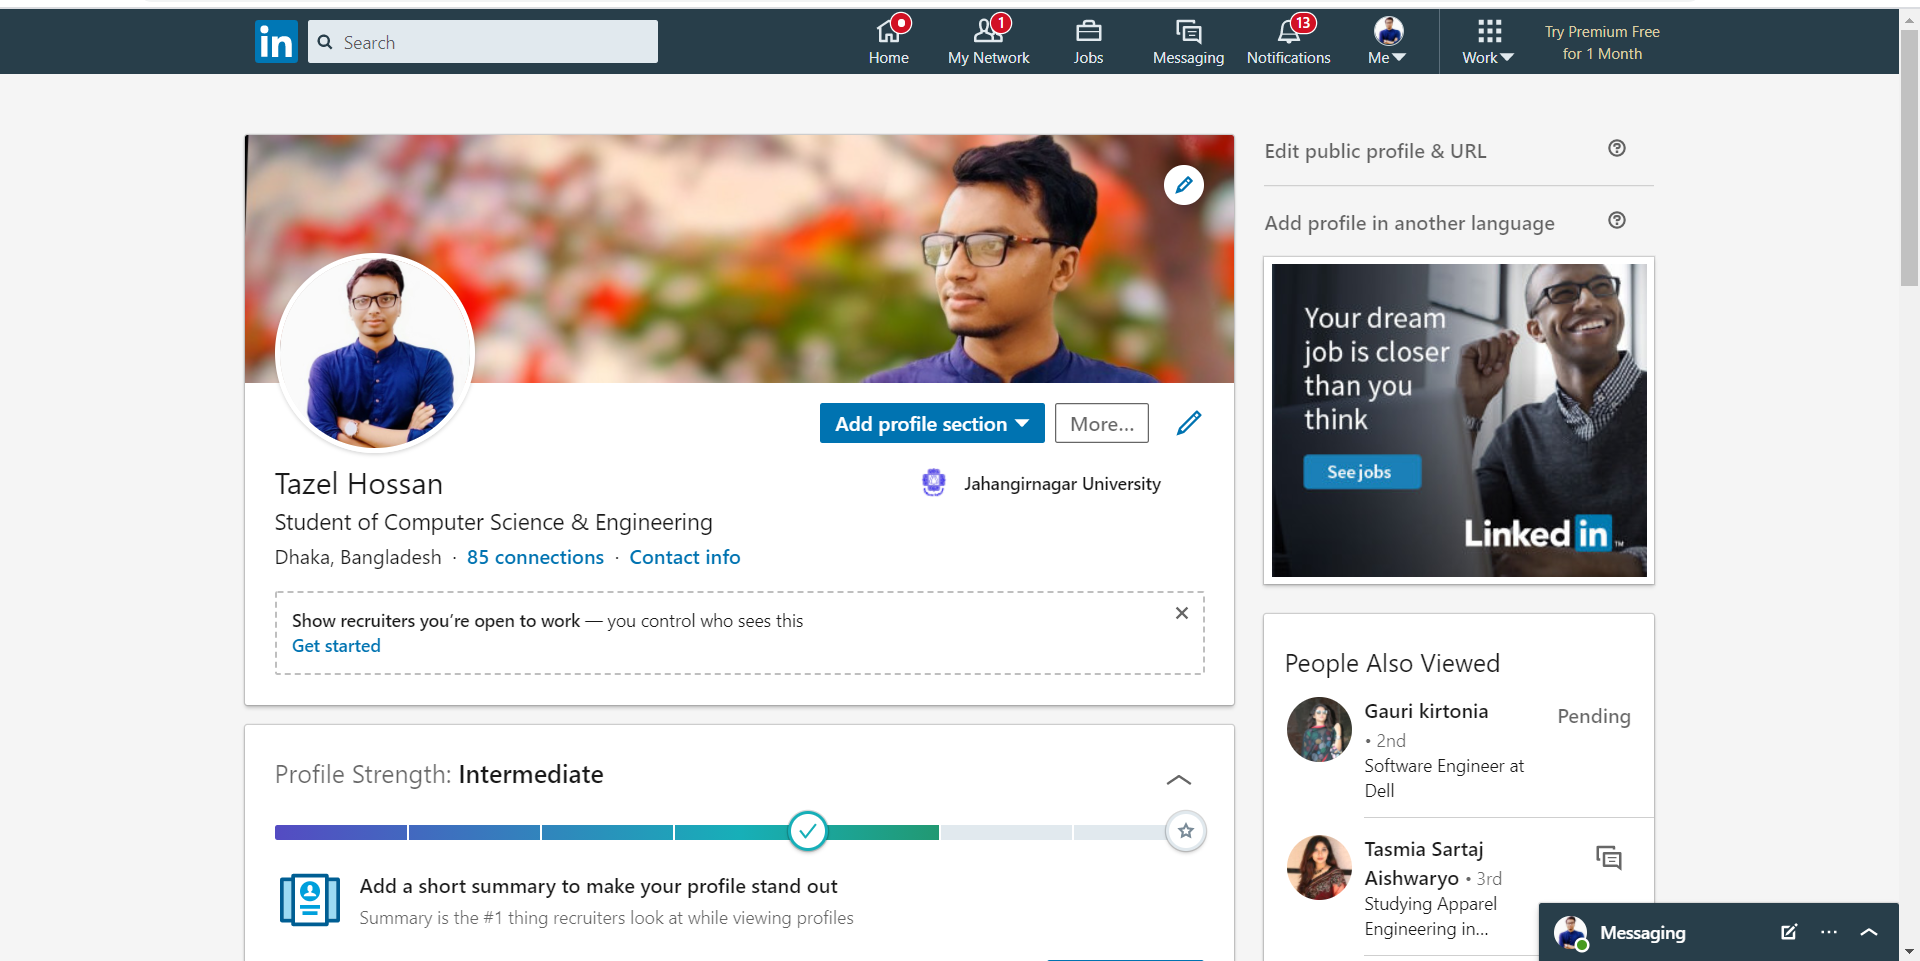 in
Search
Home
1
My Network
Jobs
Messaging
13
Notifications
Me
Work
Try Premium Free
for 1 Month
Add profile section
More...
Tazel Hossan
Jahangirnagar University
Student of Computer Science & Engineering
Dhaka, Bangladesh · 85 connections · Contact info
Show recruiters you’re open to work — you control who sees this
Get started
Profile Strength: Intermediate
Add a short summary to make your profile stand out
Summary is the #1 thing recruiters look at while viewing profiles
Edit public profile & URL
Add profile in another language
Your dream
job is closer
than you
think
See jobs
Linked in TM
People Also Viewed
Gauri kirtonia
Pending
• 2nd
Software Engineer at
Dell
Tasmia Sartaj
Aishwaryo • 3rd
Studying Apparel
Engineering in...
Messaging